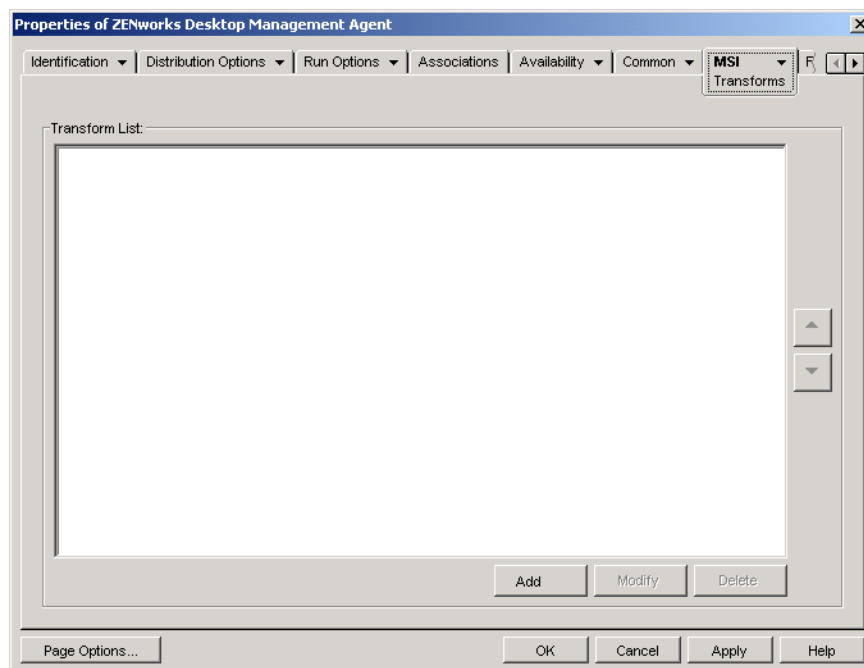 Properties of ZENworks Desktop Management Agent
Identification Distribution Options Run Options Associations Availability Common MSI
Transforms
Transform List:
Add Modify Delete
Page Options... OK Cancel Apply Help